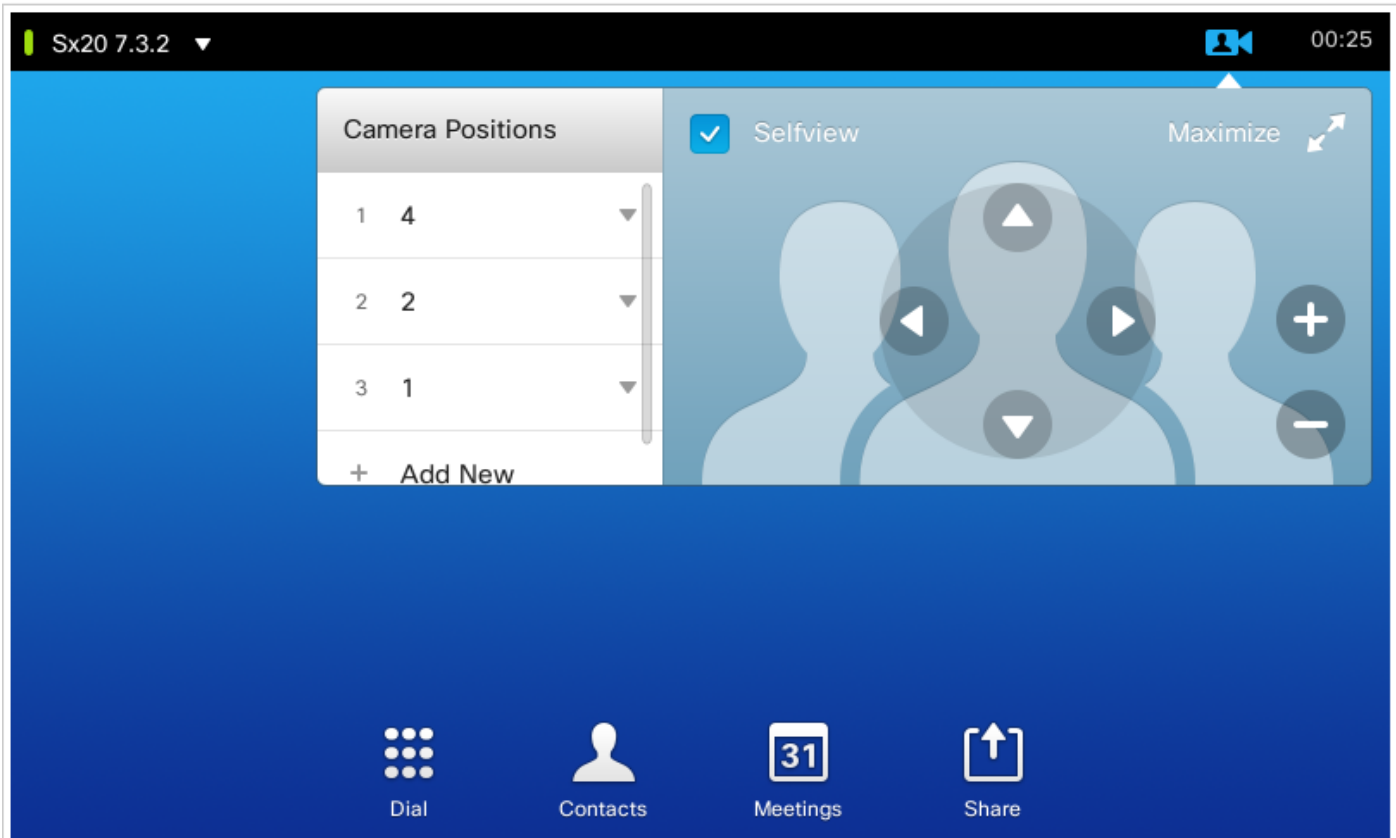 Sx20 7.3.2
00:25
Camera Positions
Selfview
Maximize
1 4
2 2
3 1
+ Add New
31
Dial
Contacts
Meetings
Share